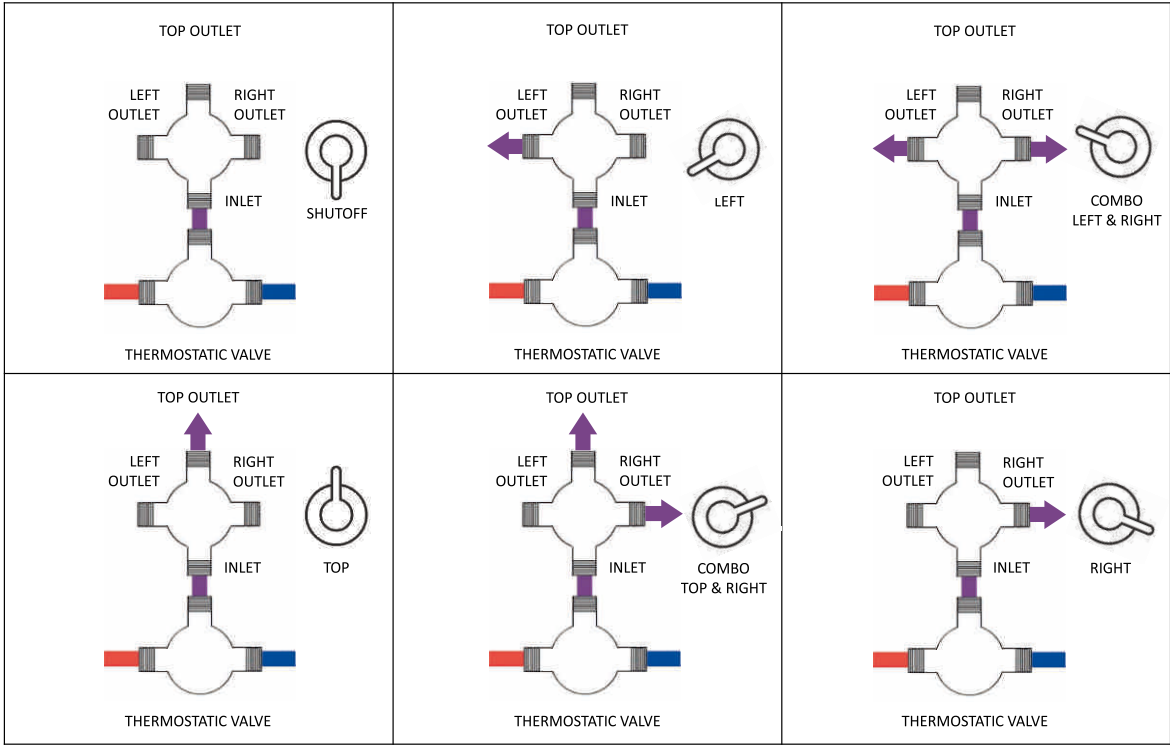 TOP OUTLET
LEFT
OUTLET
RIGHT
OUTLET
INLET
SHUTOFF
THERMOSTATIC VALVE
TOP OUTLET
LEFT
OUTLET
RIGHT
OUTLET
INLET
LEFT
THERMOSTATIC VALVE
TOP OUTLET
LEFT
OUTLET
RIGHT
OUTLET
INLET
COMBO
LEFT & RIGHT
THERMOSTATIC VALVE
TOP OUTLET
LEFT
OUTLET
RIGHT
OUTLET
INLET
TOP
THERMOSTATIC VALVE
TOP OUTLET
LEFT
OUTLET
RIGHT
OUTLET
INLET
COMBO
TOP & RIGHT
THERMOSTATIC VALVE
TOP OUTLET
LEFT
OUTLET
RIGHT
OUTLET
INLET
RIGHT
THERMOSTATIC VALVE